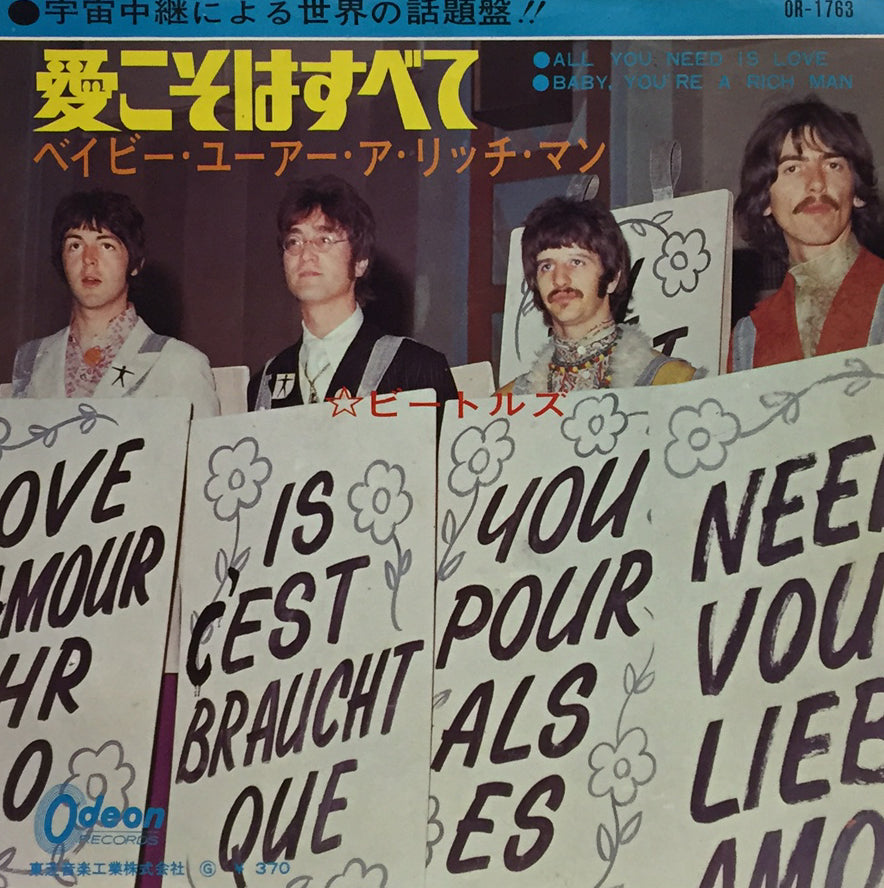 ●宇宙中継による世界の話題盤!!
OR-1763
愛こそはすべて
●ALL YOU NEED IS LOVE
●BABY, YOU'RE A RICH MAN
ベイビー・ユーアー・ア・リッチ・マン
☆ビートルズ
OVE
AMOUR
HR
O
IS
C'EST
BRAUCHT
QUE
YOU
POUR
ALS
ES
NEE
VOU
LIEB
AMO
Odeon
RECORDS
東芝音楽工業株式会社 Ⓖ ¥370